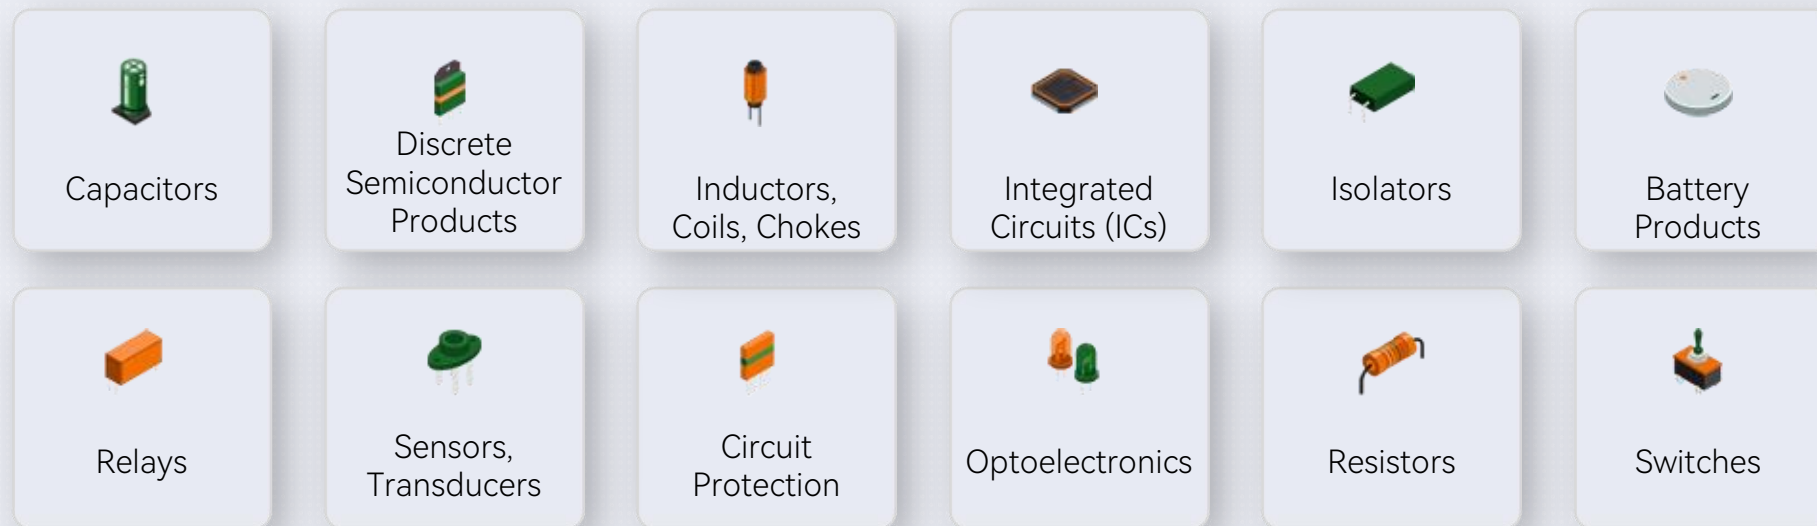 Capacitors
Discrete
Semiconductor
Products
Inductors,
Coils, Chokes
Integrated
Circuits (ICs)
Isolators
Battery
Products
Relays
Sensors,
Transducers
Circuit
Protection
Optoelectronics
Resistors
Switches